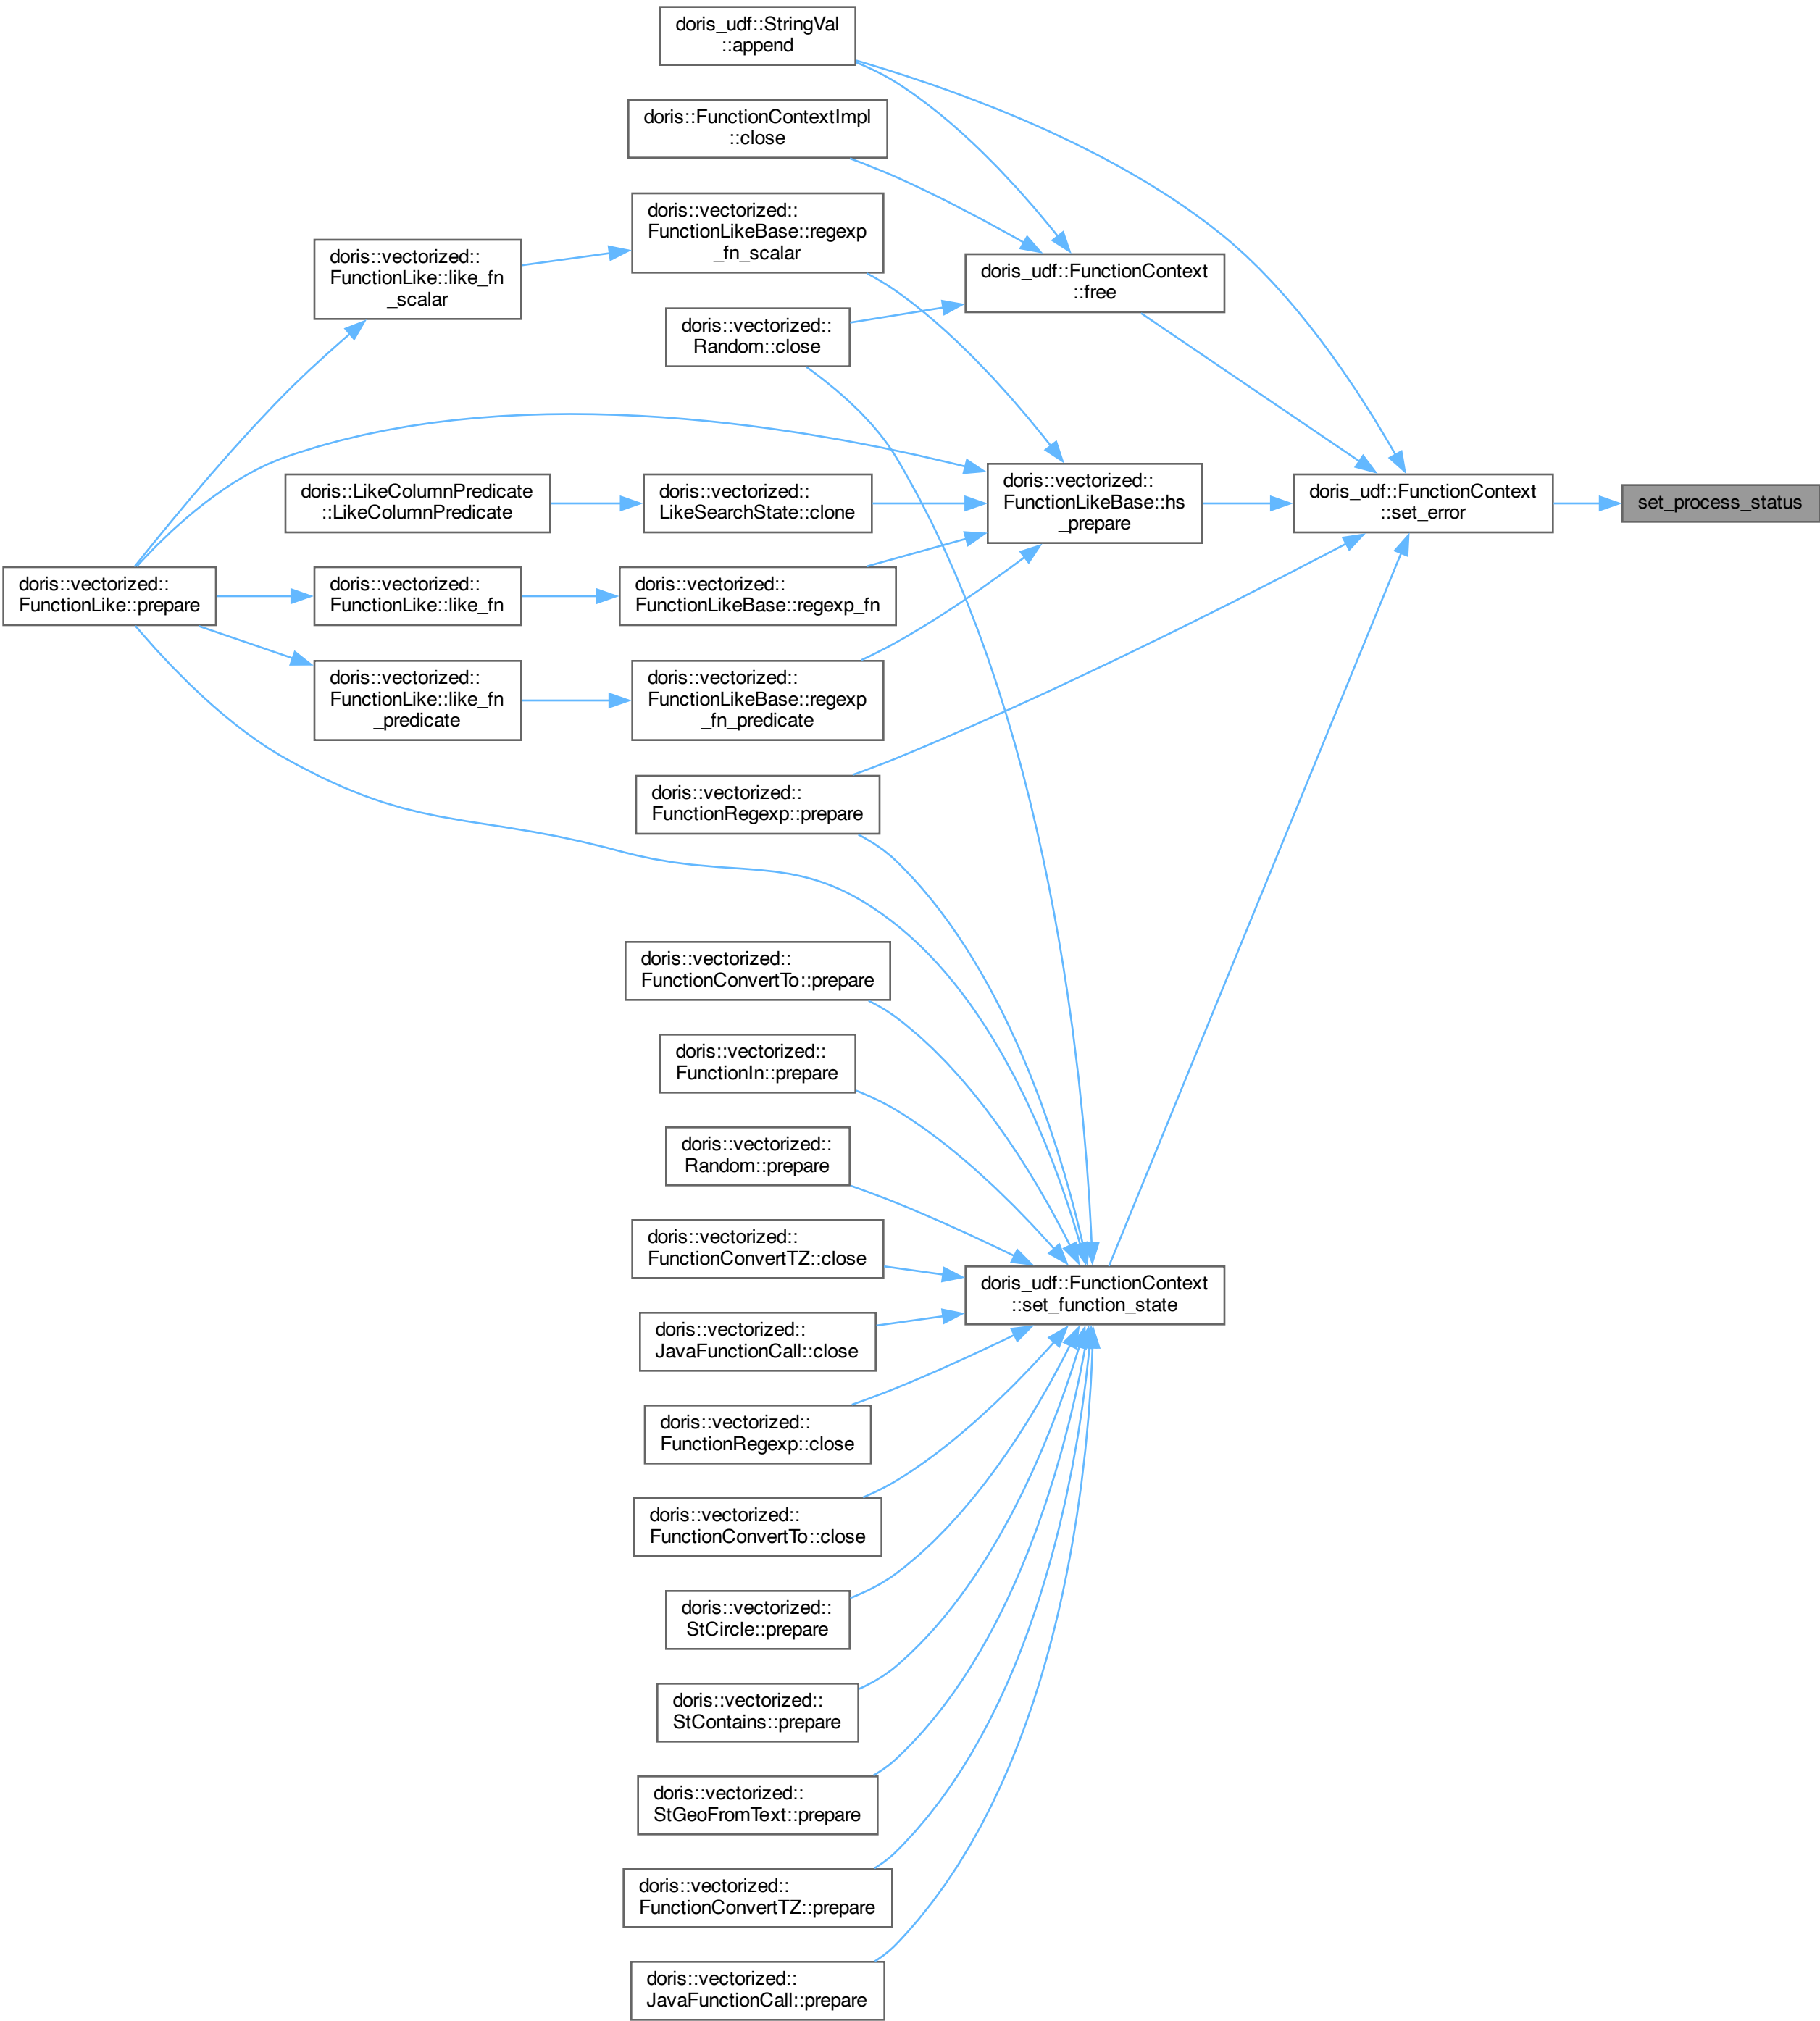 doris_udf::StringVal
::append
doris::FunctionContextImpl
::close
doris::vectorized::
FunctionLikeBase::regexp
_fn_scalar
doris::vectorized::
FunctionLike::like_fn
_scalar
doris_udf::FunctionContext
::free
doris::vectorized::
Random::close
doris::LikeColumnPredicate
::LikeColumnPredicate
doris::vectorized::
LikeSearchState::clone
doris::vectorized::
FunctionLikeBase::hs
_prepare
doris_udf::FunctionContext
::set_error
set_process_status
doris::vectorized::
FunctionLike::prepare
doris::vectorized::
FunctionLike::like_fn
doris::vectorized::
FunctionLikeBase::regexp_fn
doris::vectorized::
FunctionLike::like_fn
_predicate
doris::vectorized::
FunctionLikeBase::regexp
_fn_predicate
doris::vectorized::
FunctionRegexp::prepare
doris::vectorized::
FunctionConvertTo::prepare
doris::vectorized::
FunctionIn::prepare
doris::vectorized::
Random::prepare
doris::vectorized::
FunctionConvertTZ::close
doris_udf::FunctionContext
::set_function_state
doris::vectorized::
JavaFunctionCall::close
doris::vectorized::
FunctionRegexp::close
doris::vectorized::
FunctionConvertTo::close
doris::vectorized::
StCircle::prepare
doris::vectorized::
StContains::prepare
doris::vectorized::
StGeoFromText::prepare
doris::vectorized::
FunctionConvertTZ::prepare
doris::vectorized::
JavaFunctionCall::prepare